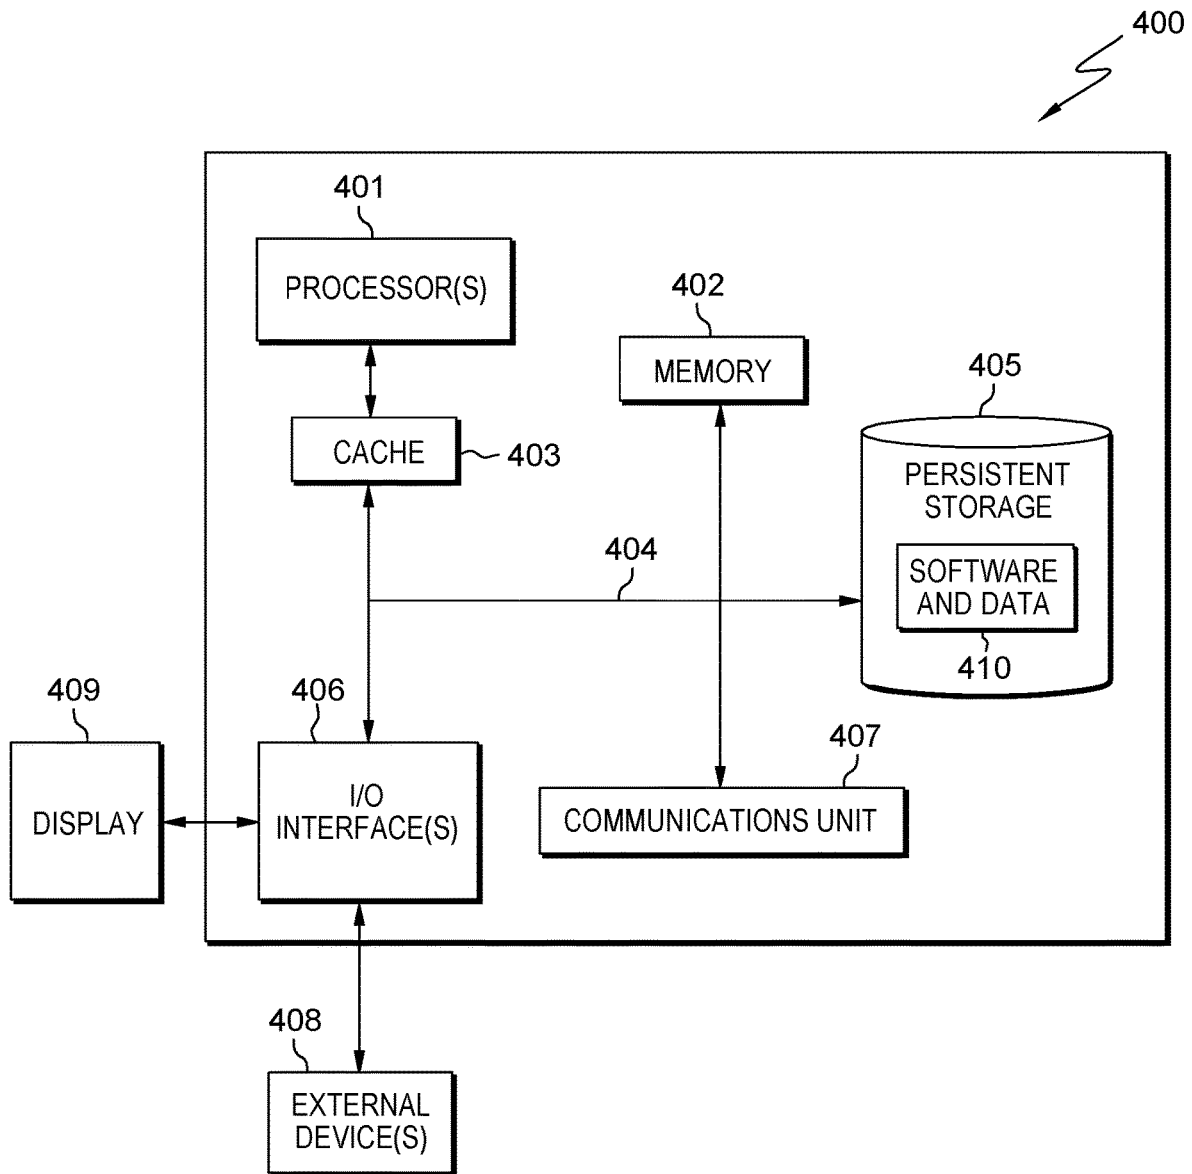 400
401
PROCESSOR(S)
402
MEMORY
405
CACHE
403
PERSISTENT
STORAGE
404
SOFTWARE
AND DATA
410
409
406
407
DISPLAY
I/O
INTERFACE(S)
COMMUNICATIONS UNIT
408
EXTERNAL
DEVICE(S)